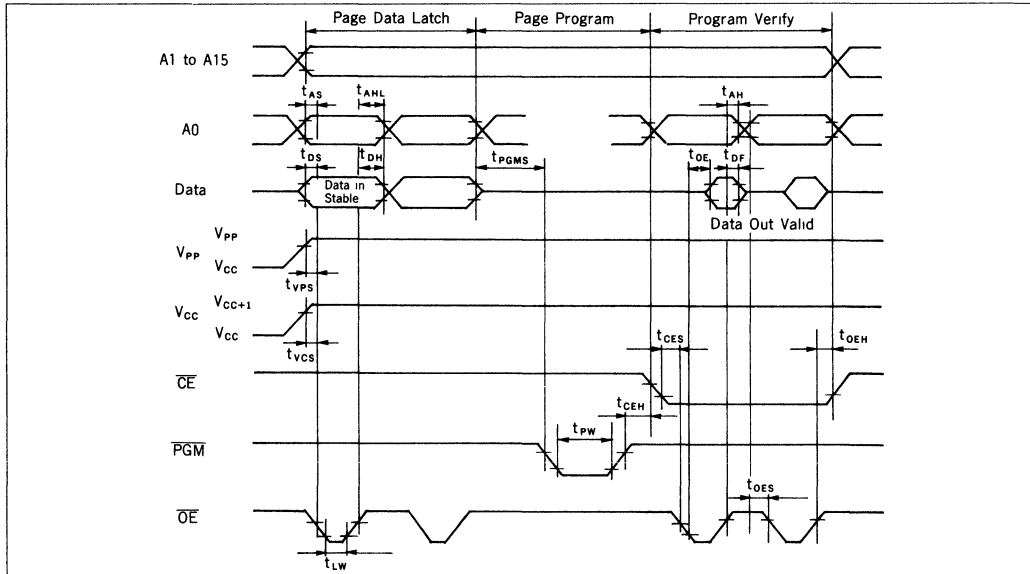 Page Data Latch Page Program Program Verify
A1 to A15
tAS tAHL tAH
A0
tDS tDH tPGMS tOE tDF
Data Data in
Stable
Data Out Valid
VPP VPP
VCC
tVPS
VCC VCC+1
VCC
tVCS tCES tOEH
CE
tCEH
tPW
PGM
tOES
OE
tLW